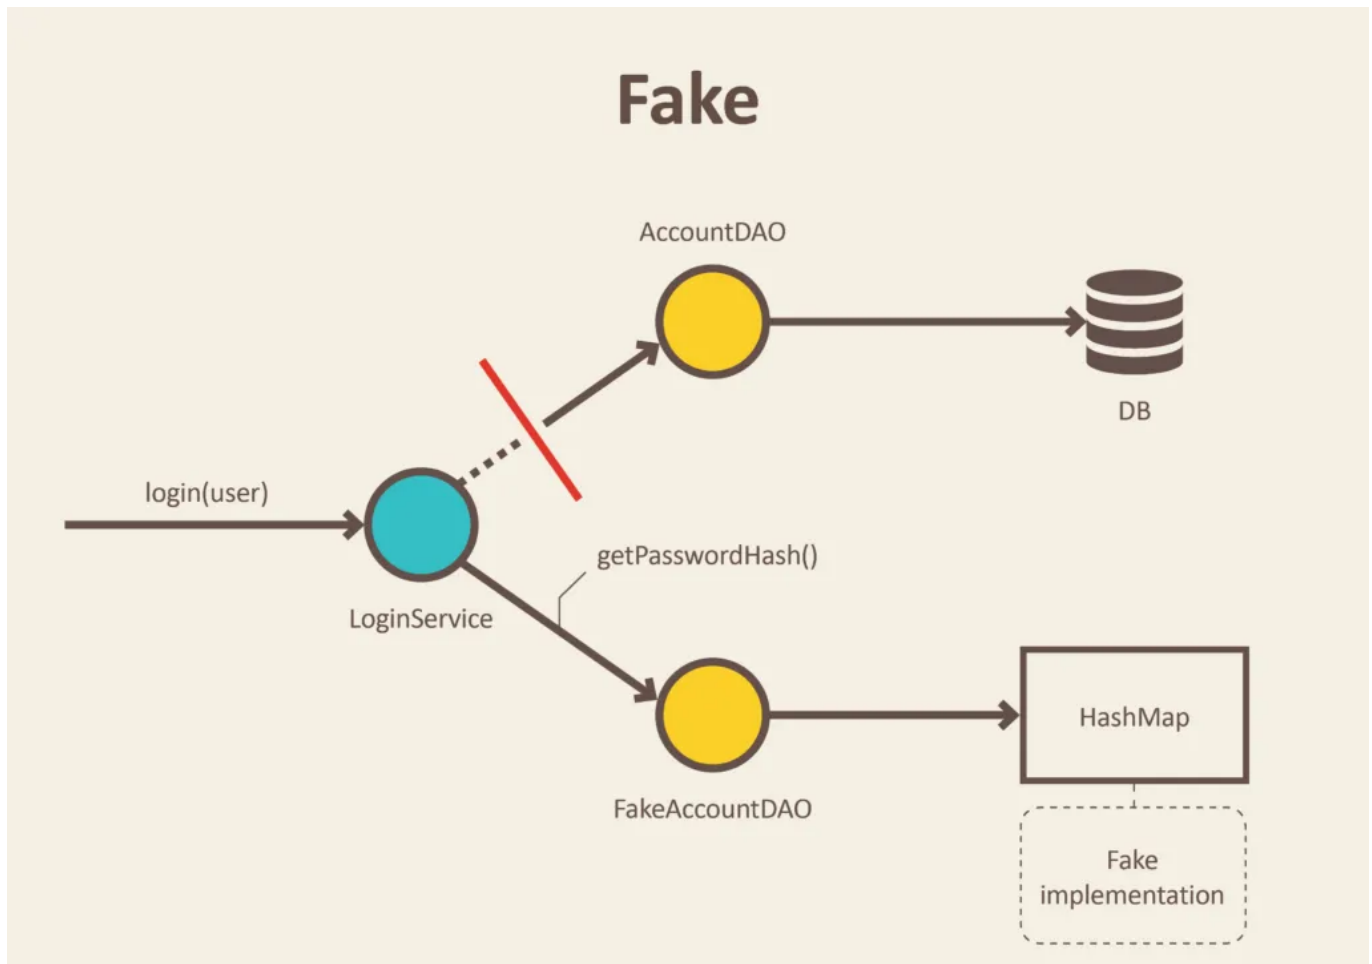 Fake
AccountDAO
DB
login(user)
getPasswordHash()
LoginService
HashMap
FakeAccountDAO
Fake
implementation